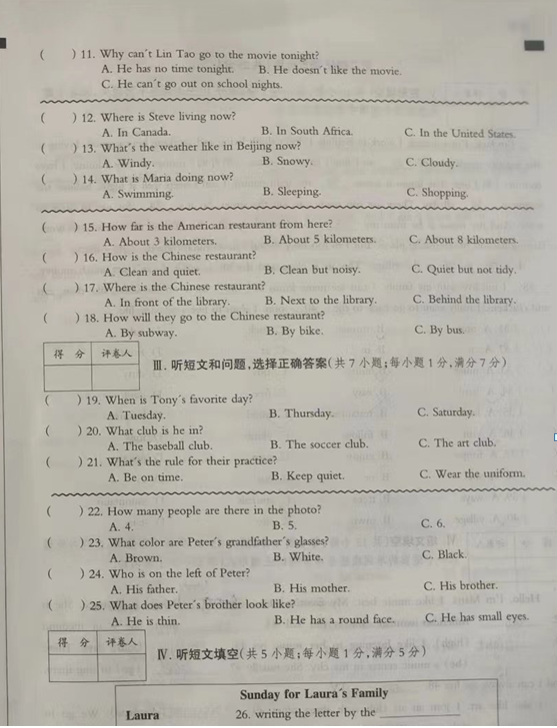 ( ) 11. Why can't Lin Tao go to the movie tonight?
A. He has no time tonight. B. He doesn't like the movie.
C. He can't go out on school nights.
( ) 12. Where is Steve living now?
A. In Canada. B. In South Africa. C. In the United States.
( ) 13. What's the weather like in Beijing now?
A. Windy. B. Snowy. C. Cloudy.
( ) 14. What is Maria doing now?
A. Swimming. B. Sleeping. C. Shopping.
( ) 15. How far is the American restaurant from here?
A. About 3 kilometers. B. About 5 kilometers. C. About 8 kilometers.
( ) 16. How is the Chinese restaurant?
A. Clean and quiet. B. Clean but noisy. C. Quiet but not tidy.
( ) 17. Where is the Chinese restaurant?
A. In front of the library. B. Next to the library. C. Behind the library.
( ) 18. How will they go to the Chinese restaurant?
A. By subway. B. By bike. C. By bus.
得 分 评卷人
Ⅲ. 听短文和问题,选择正确答案(共7小题;每小题1分,满分7分)
( ) 19. When is Tony's favorite day?
A. Tuesday. B. Thursday. C. Saturday.
( ) 20. What club is he in?
A. The baseball club. B. The soccer club. C. The art club.
( ) 21. What's the rule for their practice?
A. Be on time. B. Keep quiet. C. Wear the uniform.
( ) 22. How many people are there in the photo?
A. 4. B. 5. C. 6.
( ) 23. What color are Peter's grandfather's glasses?
A. Brown. B. White. C. Black.
( ) 24. Who is on the left of Peter?
A. His father. B. His mother. C. His brother.
( ) 25. What does Peter's brother look like?
A. He is thin. B. He has a round face. C. He has small eyes.
得 分 评卷人
Ⅳ. 听短文填空(共5小题;每小题1分,满分5分)
Sunday for Laura's Family
Laura 26. writing the letter by the